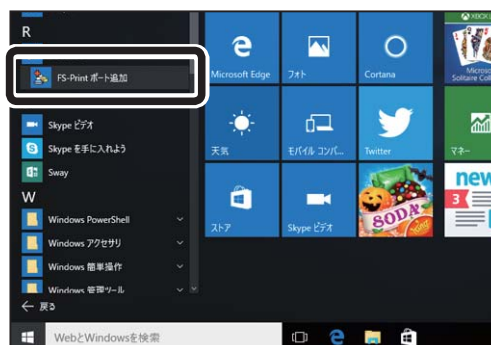 R
FS-Print ポート追加
Skype ビデオ
Skype を手に入れよう
Sway
W
Windows PowerShell
Windows アクセサリ
Windows 簡単操作
Windows 管理ツール
戻る
WebとWindowsを検索
Microsoft Edge
フォト
Cortana
XBOX
Microso
Solitaire Coll
天気
モバイル コンパ...
Twitter
マネー
ストア
Skype ビデオ
SODA
new
3